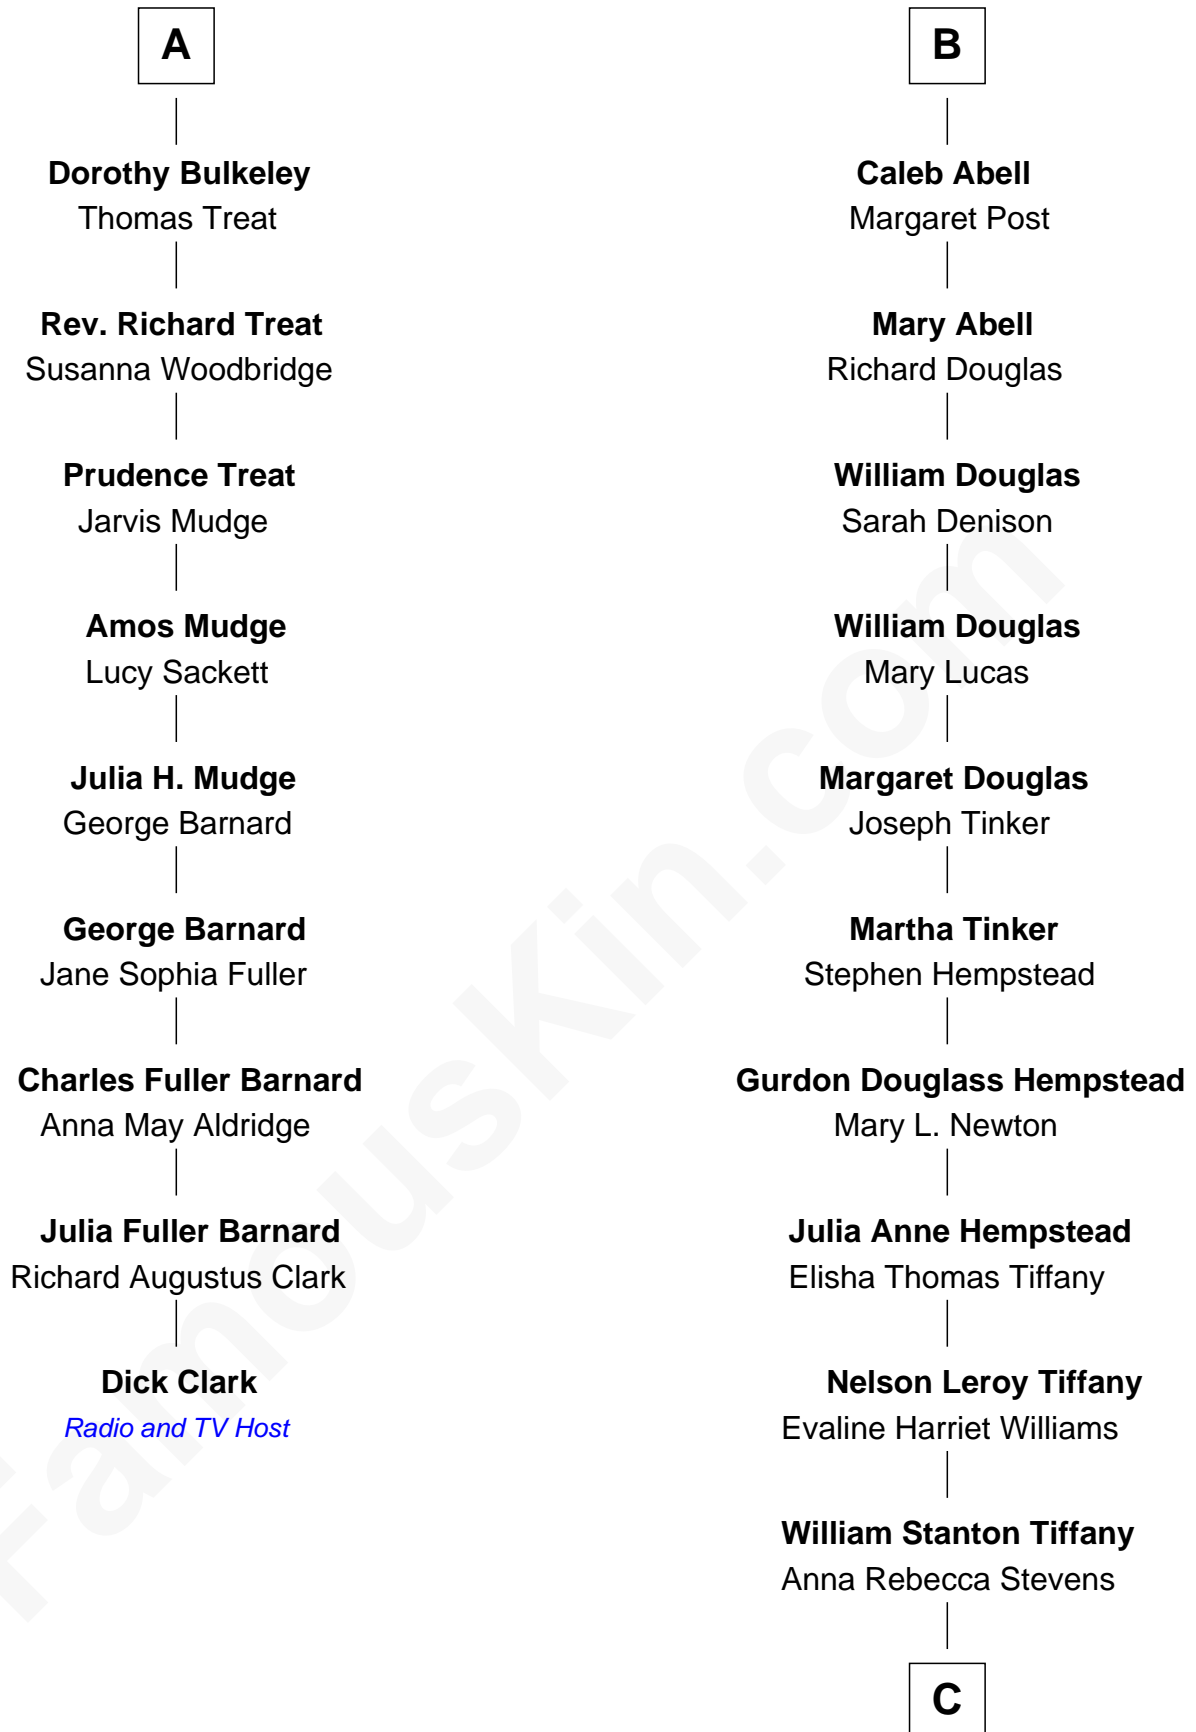 A
Dorothy Bulkeley
Thomas Treat
Rev. Richard Treat
Susanna Woodbridge
Prudence Treat
Jarvis Mudge
Amos Mudge
Lucy Sackett
Julia H. Mudge
George Barnard
George Barnard
Jane Sophia Fuller
Charles Fuller Barnard
Anna May Aldridge
Julia Fuller Barnard
Richard Augustus Clark
Dick Clark
Radio and TV Host
B
Caleb Abell
Margaret Post
Mary Abell
Richard Douglas
William Douglas
Sarah Denison
William Douglas
Mary Lucas
Margaret Douglas
Joseph Tinker
Martha Tinker
Stephen Hempstead
Gurdon Douglass Hempstead
Mary L. Newton
Julia Anne Hempstead
Elisha Thomas Tiffany
Nelson Leroy Tiffany
Evaline Harriet Williams
William Stanton Tiffany
Anna Rebecca Stevens
C
FamousKin.com